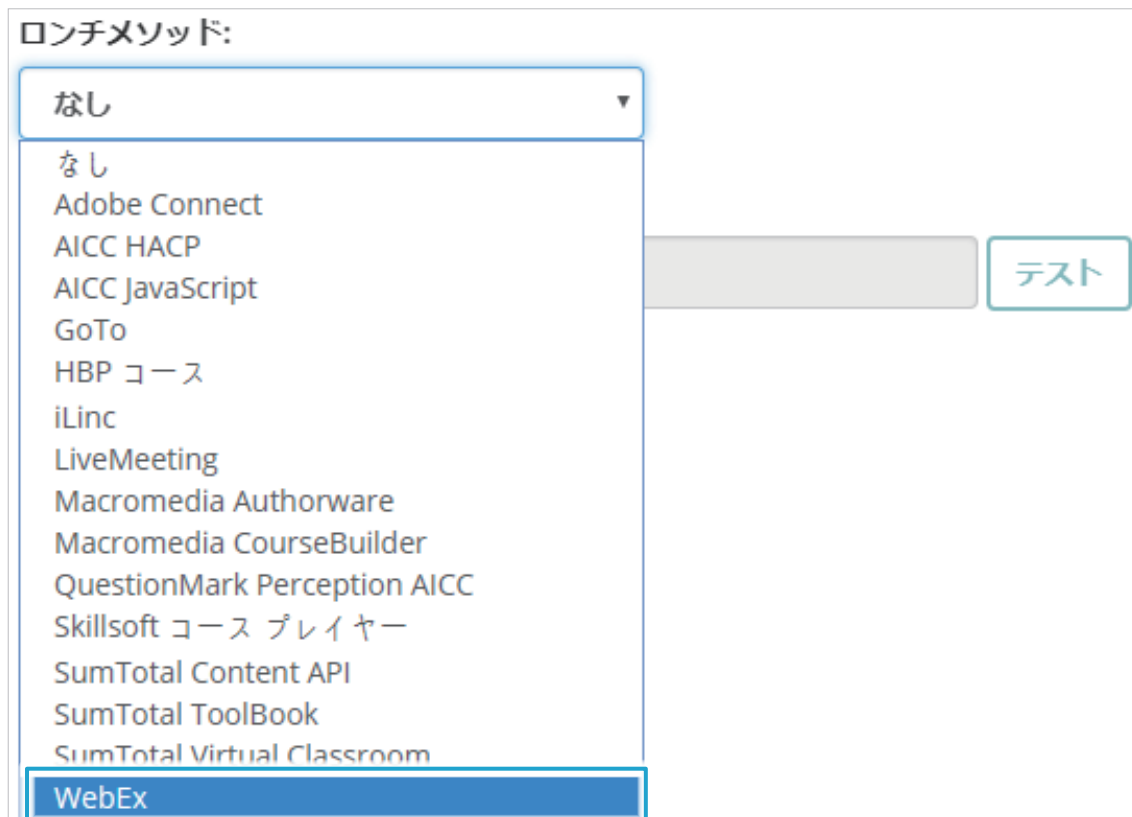 ロンチメソッド:
なし
なし
Adobe Connect
AICC HACP
AICC JavaScript
テスト
GoTo
HBP コース
iLinc
LiveMeeting
Macromedia Authorware
Macromedia CourseBuilder
QuestionMark Perception AICC
Skillsoft コース プレイヤー
SumTotal Content API
SumTotal ToolBook
SumTotal Virtual Classroom
WebEx